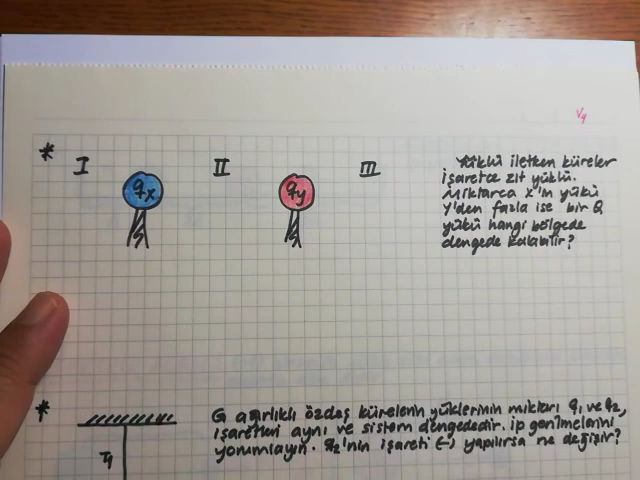 V4
*
I
II
III
qx
qy
Yüklü iletken küreler
işaretce zıt yüklü.
Miktarca X'in yükü
Y'den fazla ise bir Q
yükü hangi bölgede
dengede kalabilir?
*
G ağırlıklı özdeş kürelerin yüklerinin miktarı q1 ve q2,
işaretleri aynı ve sistem dengededir. ip gerilmelerini
yorumlayın. q2'nin işareti (-) yapılırsa ne değişir?
T1